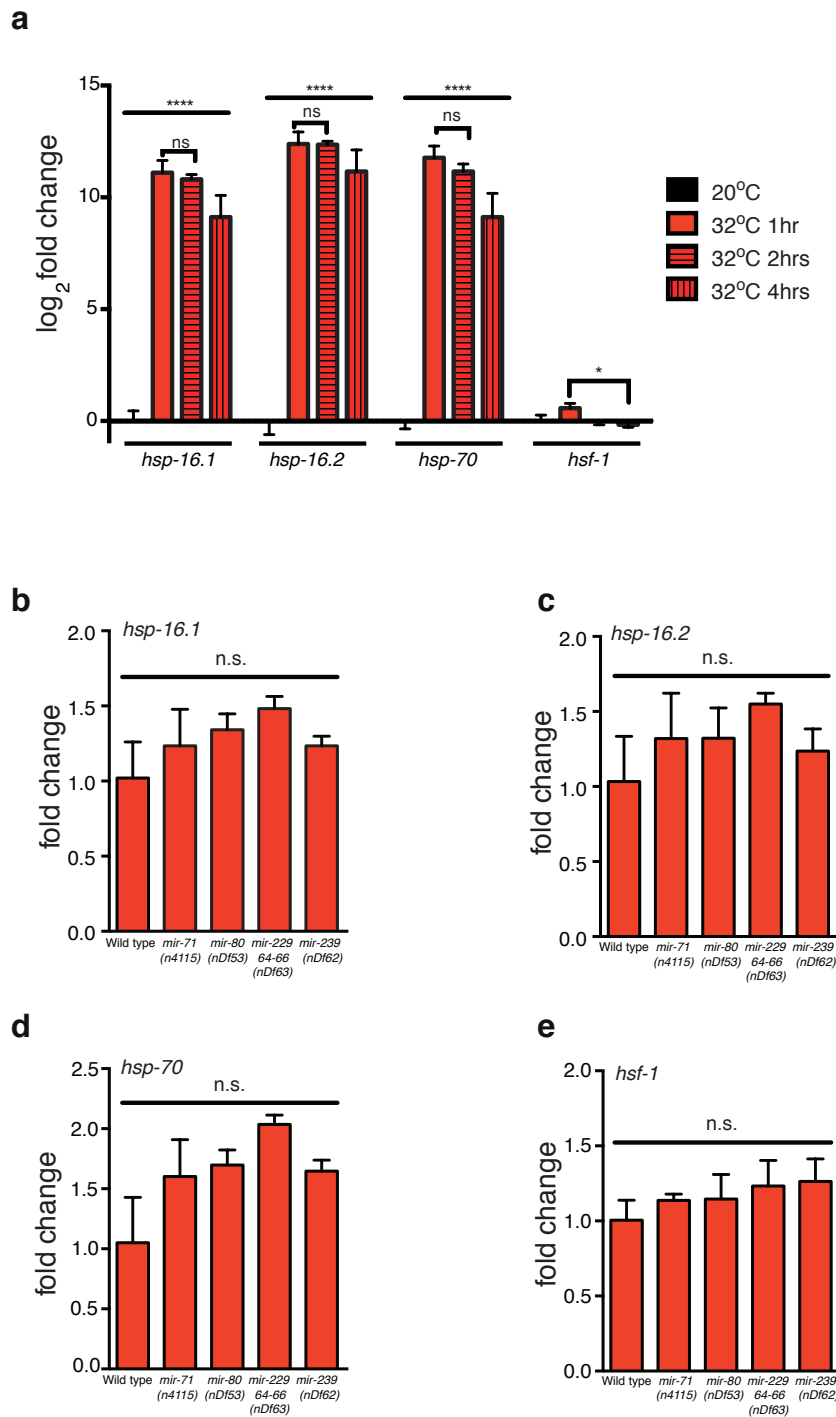 a
15
10
5
0
log2 fold change
****
ns
****
ns
****
ns
*
20°C
32°C 1hr
32°C 2hrs
32°C 4hrs
hsp-16.1
hsp-16.2
hsp-70
hsf-1
b
hsp-16.1
n.s.
2.0
1.5
1.0
0.5
0.0
fold change
Wild type
mir-71
(n4115)
mir-80
(nDf53)
mir-229
64-66
(nDf63)
mir-239
(nDf62)
c
hsp-16.2
n.s.
2.0
1.5
1.0
0.5
0.0
fold change
Wild type
mir-71
(n4115)
mir-80
(nDf53)
mir-229
64-66
(nDf63)
mir-239
(nDf62)
d
hsp-70
n.s.
2.5
2.0
1.5
1.0
0.5
0.0
fold change
Wild type
mir-71
(n4115)
mir-80
(nDf53)
mir-229
64-66
(nDf63)
mir-239
(nDf62)
e
hsf-1
n.s.
2.0
1.5
1.0
0.5
0.0
fold change
Wild type
mir-71
(n4115)
mir-80
(nDf53)
mir-229
64-66
(nDf63)
mir-239
(nDf62